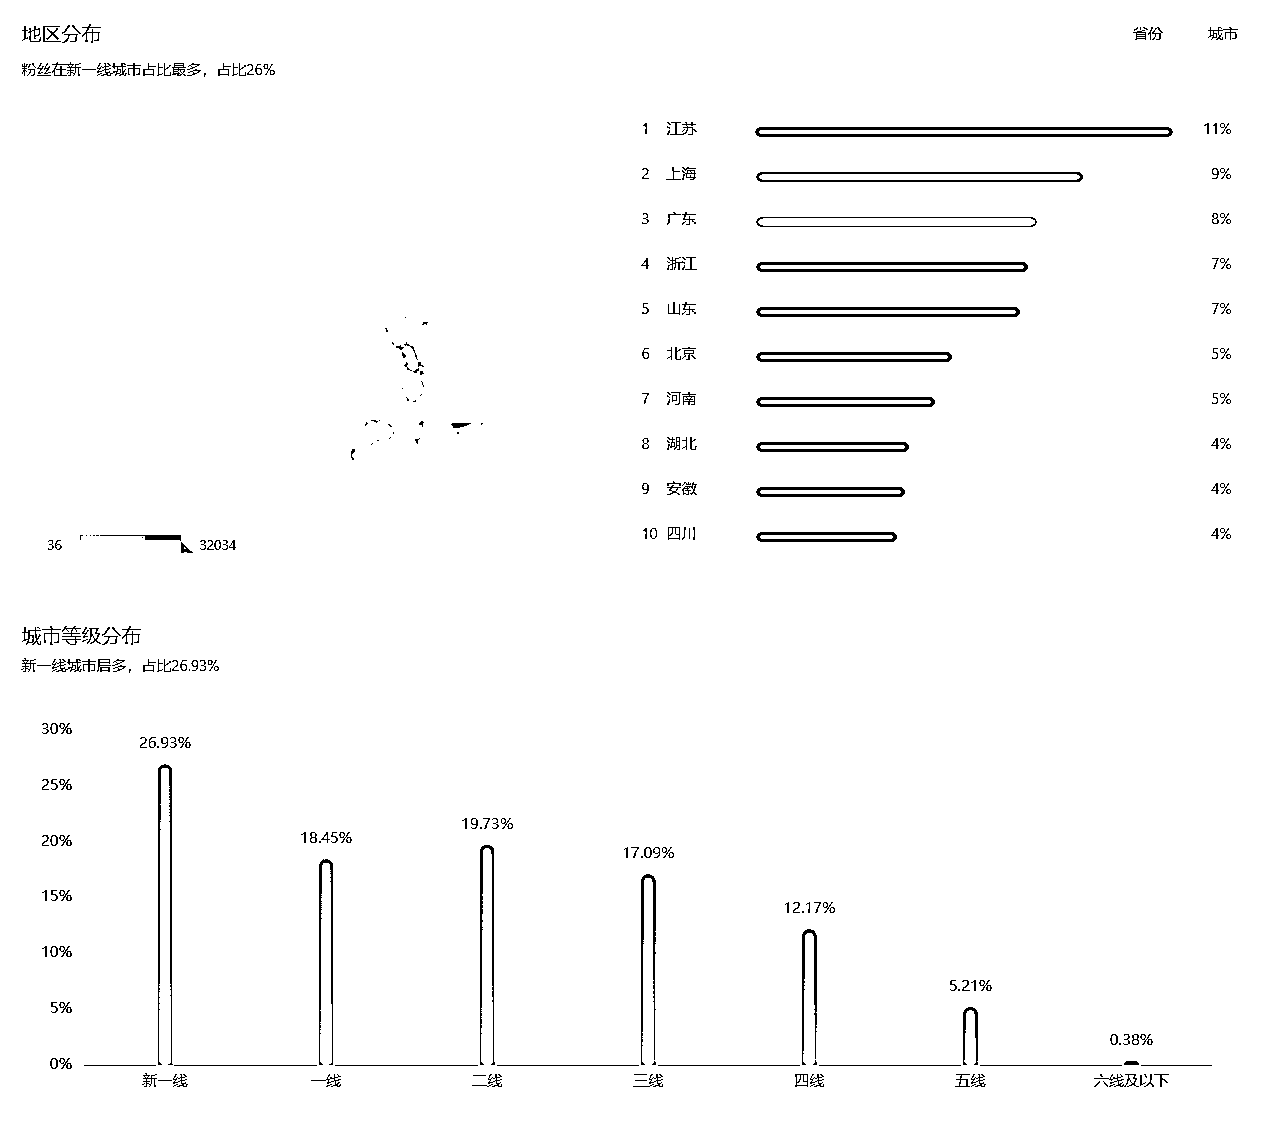 地区分布
省份 城市
粉丝在新一线城市占比最多，占比26%
1 江苏 11%
2 上海 9%
3 广东 8%
4 浙江 7%
5 山东 7%
6 北京 5%
7 河南 5%
8 湖北 4%
9 安徽 4%
10 四川 4%
36 32034
城市等级分布
新一线城市居多，占比26.93%
30%
25%
20%
15%
10%
5%
0%
26.93%
18.45%
19.73%
17.09%
12.17%
5.21%
0.38%
新一线 一线 二线 三线 四线 五线 六线及以下